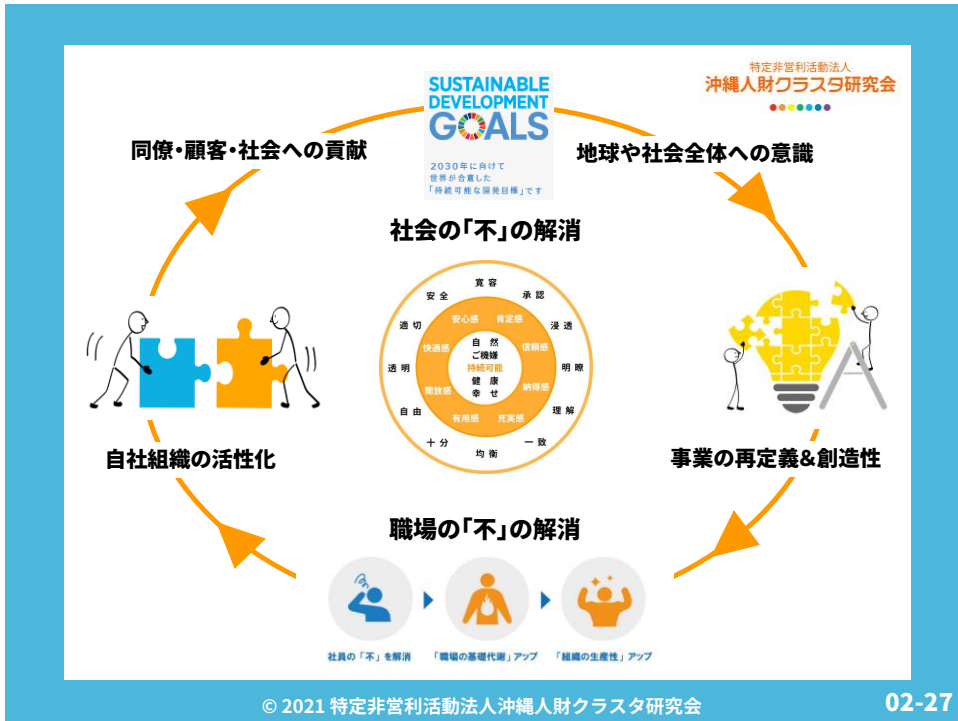 特定非営利活動法人
沖縄人財クラスタ研究会
SUSTAINABLE
DEVELOPMENT
GOALS
2030年に向けて
世界が合意した
「持続可能な開発目標」です
同僚・顧客・社会への貢献
地球や社会全体への意識
社会の「不」の解消
寛容
承認
浸透
明瞭
理解
一致
均衡
十分
自由
透明
適切
安全
安心感
肯定感
信頼感
納得感
充実感
有用感
開放感
快適感
自然
ご機嫌
持続可能
健康
幸せ
自社組織の活性化
事業の再定義&創造性
職場の「不」の解消
社員の「不」を解消
「職場の基礎代謝」アップ
「組織の生産性」アップ
© 2021 特定非営利活動法人沖縄人財クラスタ研究会
02-27